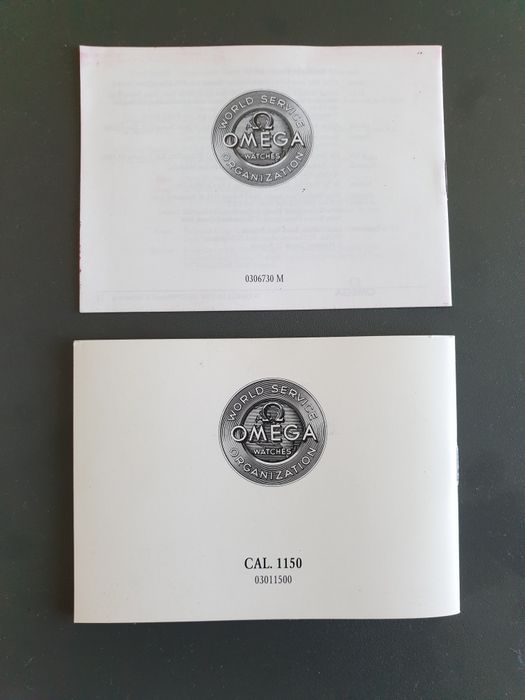 WORLD SERVICE
Ω
OMEGA
WATCHES
ORGANIZATION
0306730 M
WORLD SERVICE
Ω
OMEGA
WATCHES
ORGANIZATION
CAL. 1150
03011500